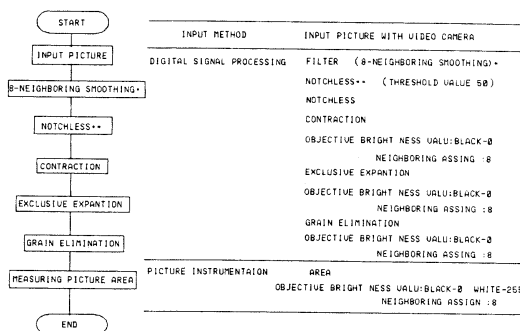 START
INPUT PICTURE
8-NEIGHBORING SMOOTHING*
NOTCHLESS**
CONTRACTION
EXCLUSIVE EXPANTION
GRAIN ELIMINATION
MEASURING PICTURE AREA
END
INPUT METHOD INPUT PICTURE WITH VIDEO CAMERA
DIGITAL SIGNAL PROCESSING FILTER (8-NEIGHBORING SMOOTHING)*
NOTCHLESS** (THRESHOLD VALUE 50)
NOTCHLESS
CONTRACTION
OBJECTIVE BRIGHT NESS VALU:BLACK-0
NEIGHBORING ASSING :8
EXCLUSIVE EXPANTION
OBJECTIVE BRIGHT NESS VALU:BLACK-0
NEIGHBORING ASSING :8
GRAIN ELIMINATION
OBJECTIVE BRIGHT NESS VALU:BLACK-0
NEIGHBORING ASSING :8
PICTURE INSTRUMENTAION AREA
OBJECTIVE BRIGHT NESS VALU:BLACK-0 WHITE-255
NEIGHBORING ASSIGN :8